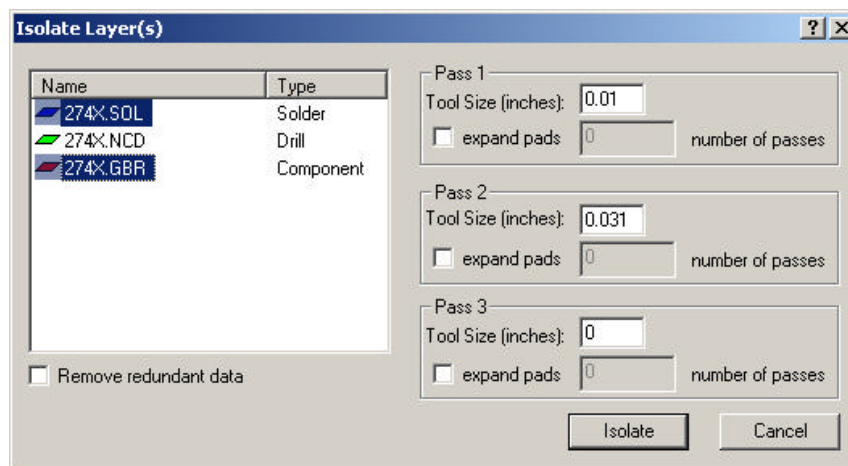 Isolate Layer(s)
Name Type
274X.SOL Solder
274X.NCD Drill
274X.GBR Component
Remove redundant data
Pass 1
Tool Size (inches): 0.01
expand pads 0 number of passes
Pass 2
Tool Size (inches): 0.031
expand pads 0 number of passes
Pass 3
Tool Size (inches): 0
expand pads 0 number of passes
Isolate Cancel